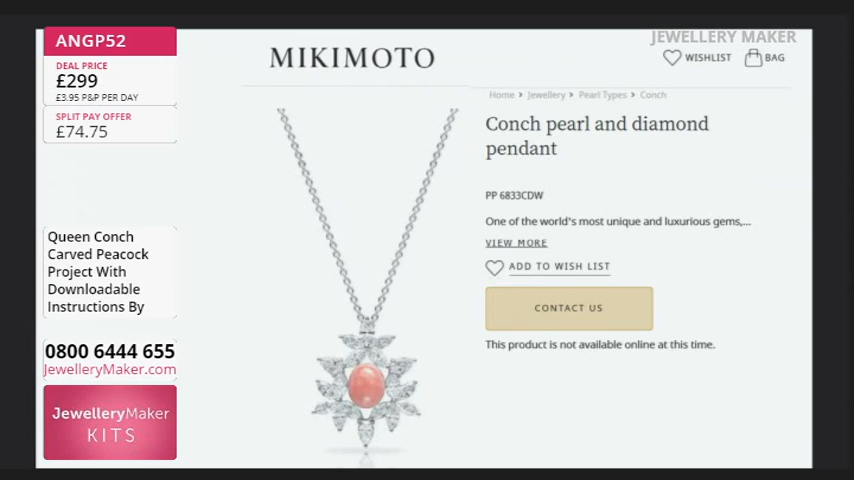 ANGP52
DEAL PRICE
£299
£3.95 P&P PER DAY
SPLIT PAY OFFER
£74.75
Queen Conch
Carved Peacock
Project With
Downloadable
Instructions By
0800 6444 655
JewelleryMaker.com
JewelleryMaker
KITS
MIKIMOTO
JEWELLERY MAKER
WISHLIST
BAG
Home > Jewellery > Pearl Types > Conch
Conch pearl and diamond
pendant
PP 6833CDW
One of the world's most unique and luxurious gems,...
VIEW MORE
ADD TO WISH LIST
CONTACT US
This product is not available online at this time.